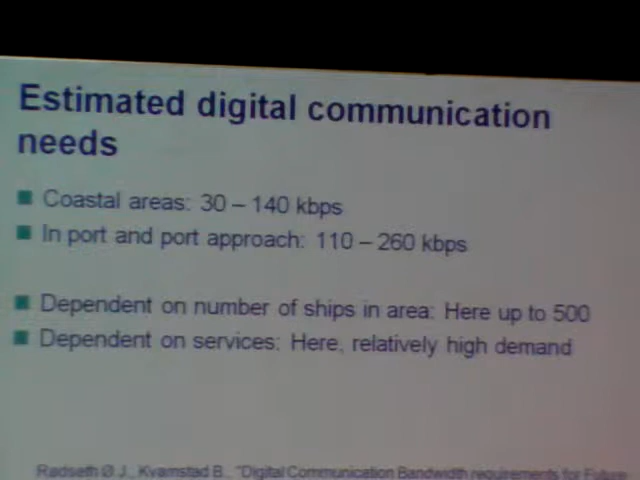 Estimated digital communication
needs
Coastal areas: 30 – 140 kbps
In port and port approach: 110 – 260 kbps
Dependent on number of ships in area: Here up to 500
Dependent on services: Here, relatively high demand
Rødseth Ø J., Kvamstad B., "Digital Communication Bandwidth requirements for Future